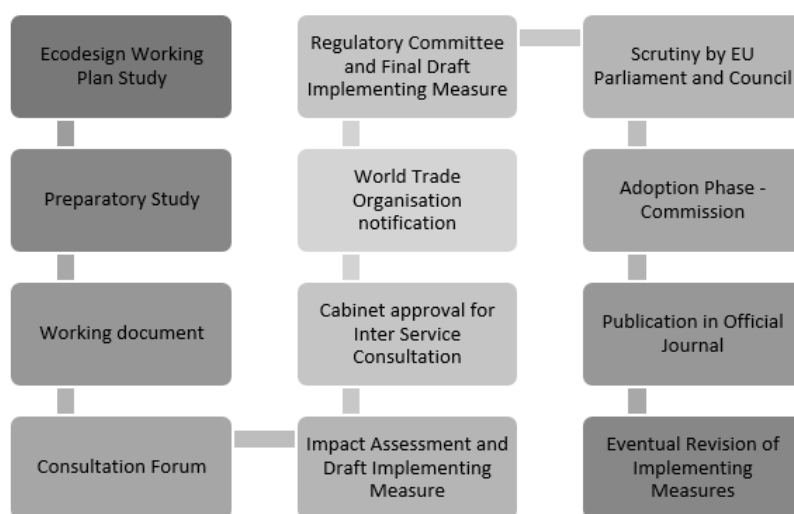 Ecodesign Working
Plan Study
Preparatory Study
Working document
Consultation Forum
Impact Assessment and
Draft Implementing
Measure
Cabinet approval for
Inter Service
Consultation
World Trade
Organisation
notification
Regulatory Committee
and Final Draft
Implementing Measure
Scrutiny by EU
Parliament and Council
Adoption Phase -
Commission
Publication in Official
Journal
Eventual Revision of
Implementing
Measures